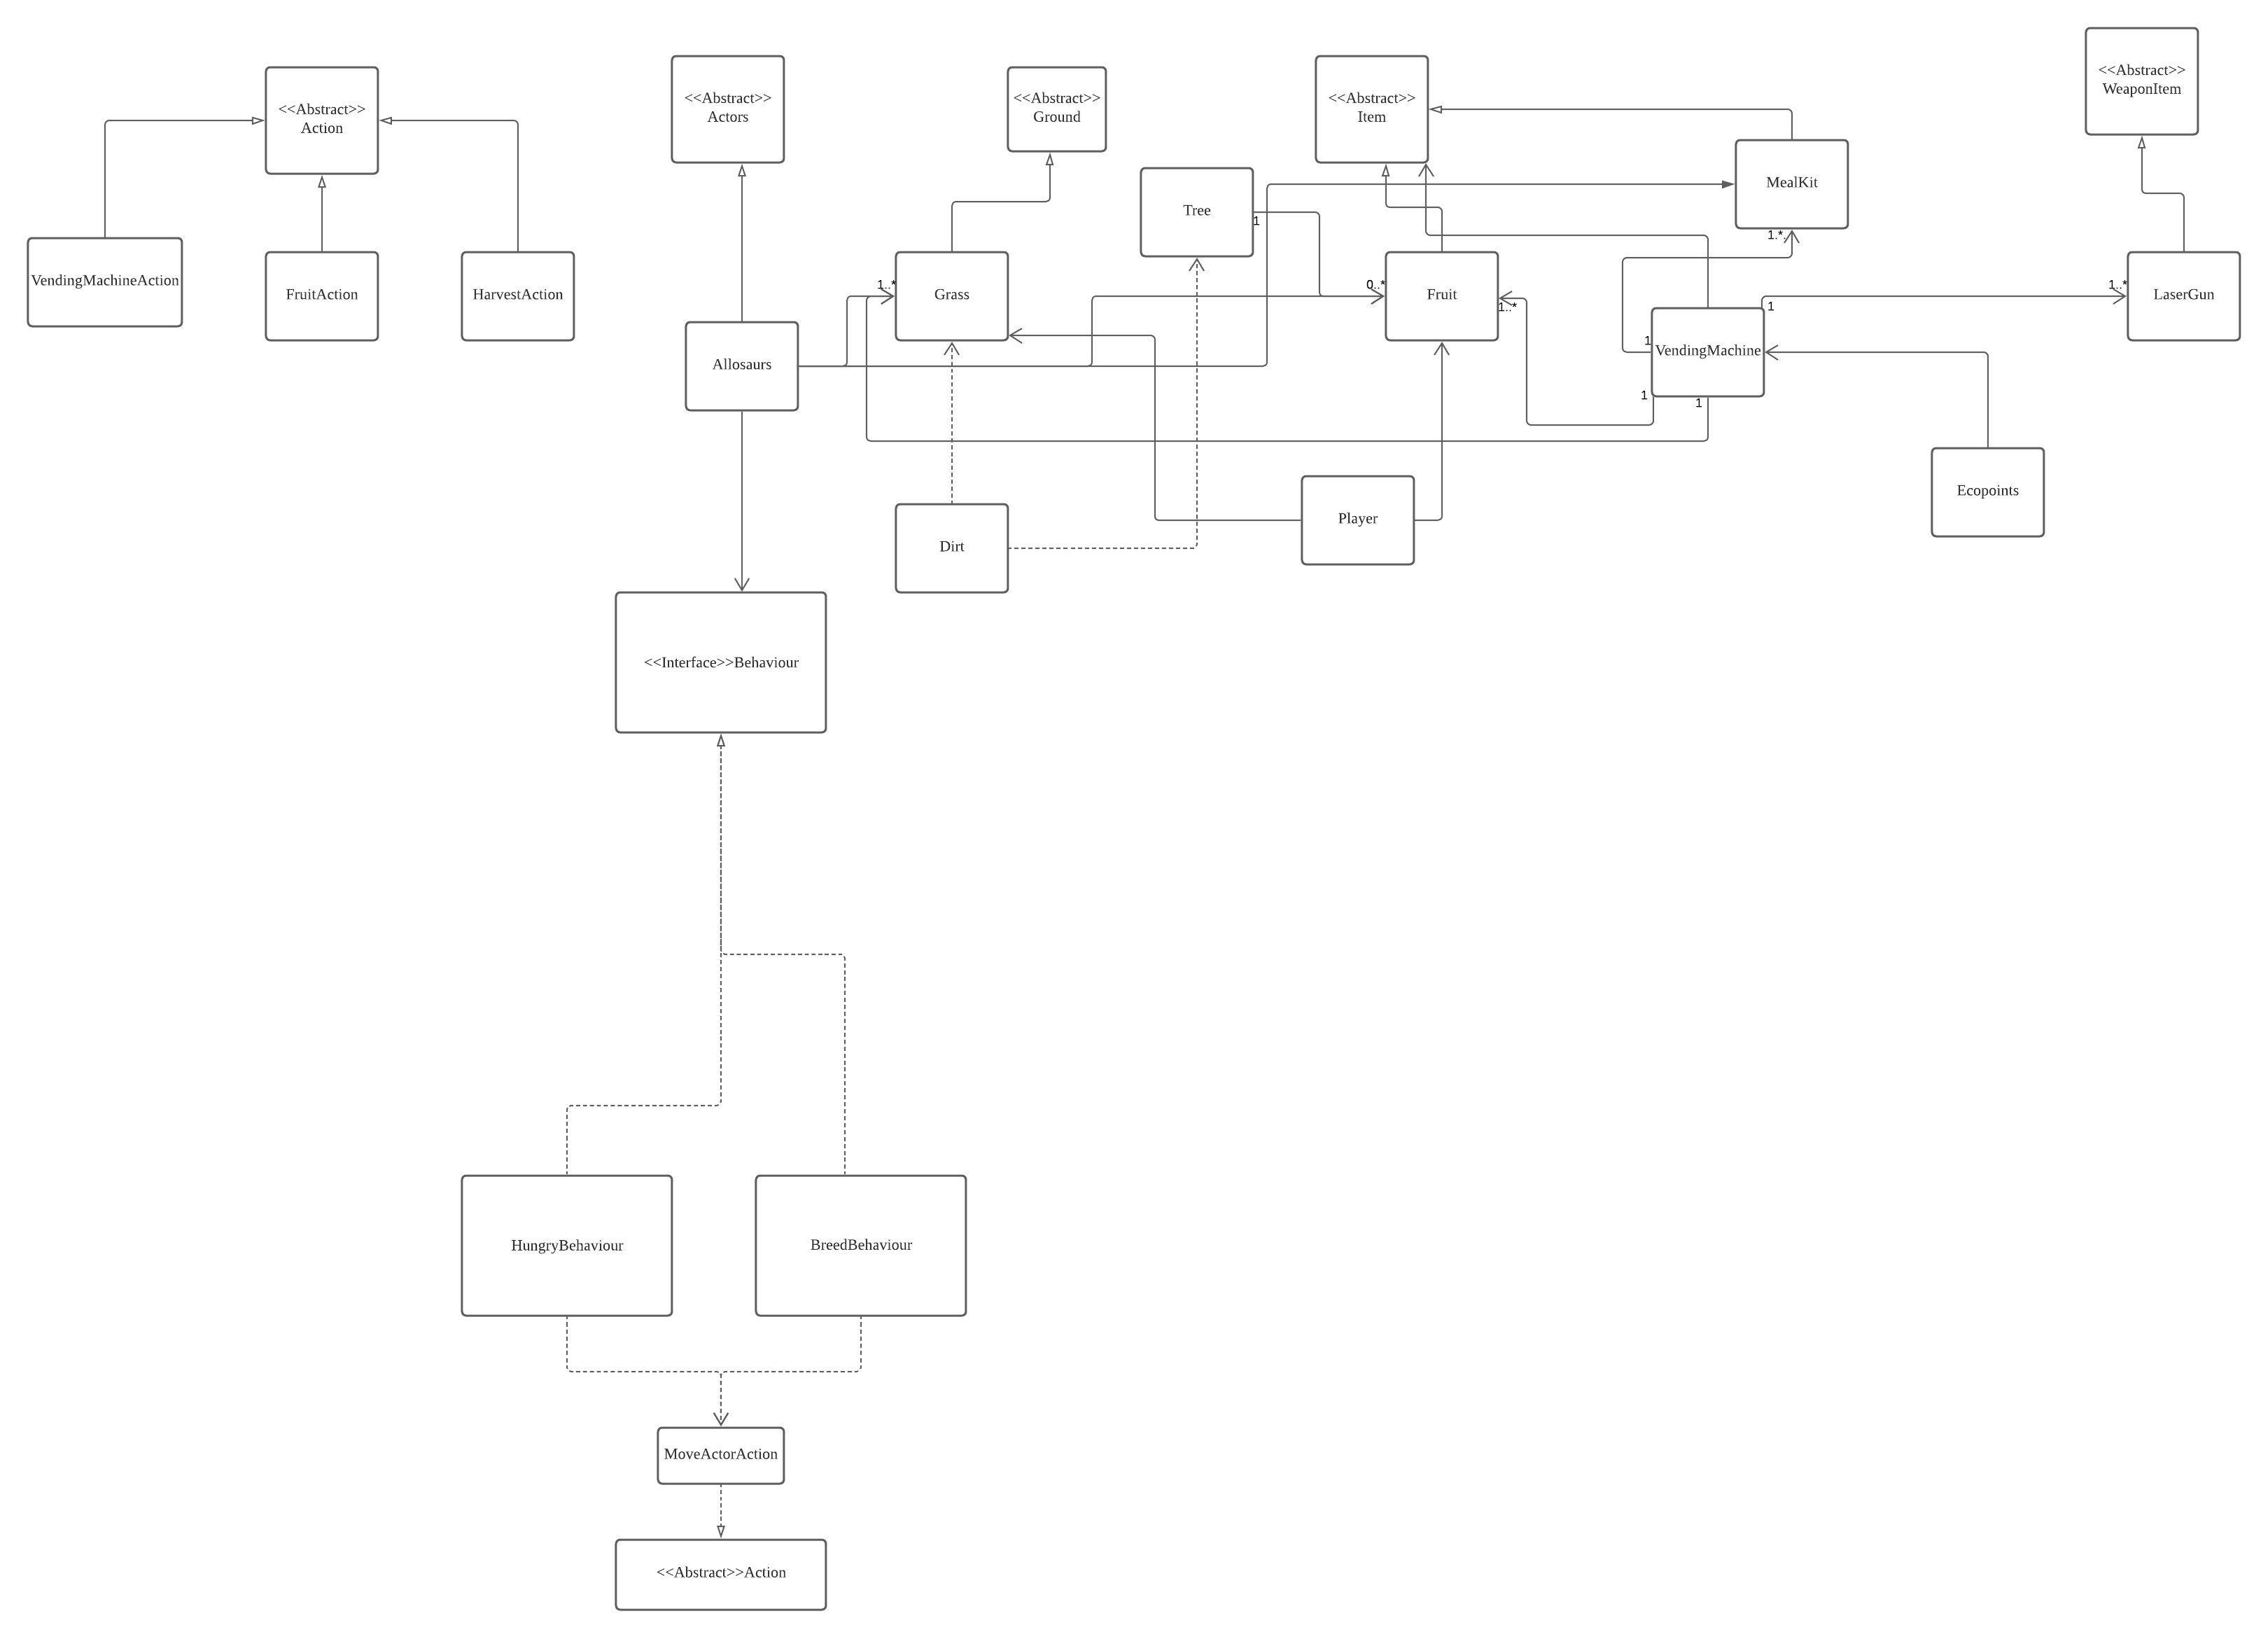 <<Abstract>>
WeaponItem
<<Abstract>>
Actors
<<Abstract>>
Ground
<<Abstract>>
Item
<<Abstract>>
Action
MealKit
Tree
1
1..*
VendingMachineAction
FruitAction
HarvestAction
1..*
Grass
0..*
Fruit
1..*
1
1..*
LaserGun
1
VendingMachine
Allosaurs
1
1
Ecopoints
Player
Dirt
<<Interface>>Behaviour
HungryBehaviour
BreedBehaviour
MoveActorAction
<<Abstract>>Action